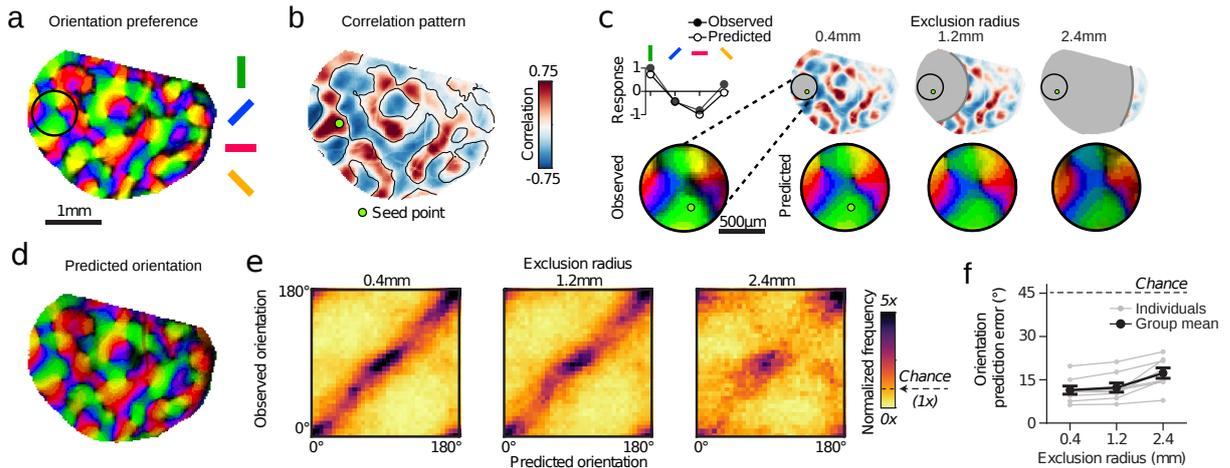 a
Orientation preference
1mm
b
Correlation pattern
0.75
Correlation
-0.75
Seed point
c
Observed
Predicted
Exclusion radius
0.4mm
1.2mm
2.4mm
Response
1
0
-1
Observed
500µm
Predicted
d
Predicted orientation
e
Exclusion radius
0.4mm
1.2mm
2.4mm
Observed orientation
180°
0°
0°
180°
0°
180°
0°
180°
Predicted orientation
Normalized frequency
5x
Chance
(1x)
0x
f
Chance
Individuals
Group mean
Orientation
prediction error (°)
45
30
15
0
0.4
1.2
2.4
Exclusion radius (mm)